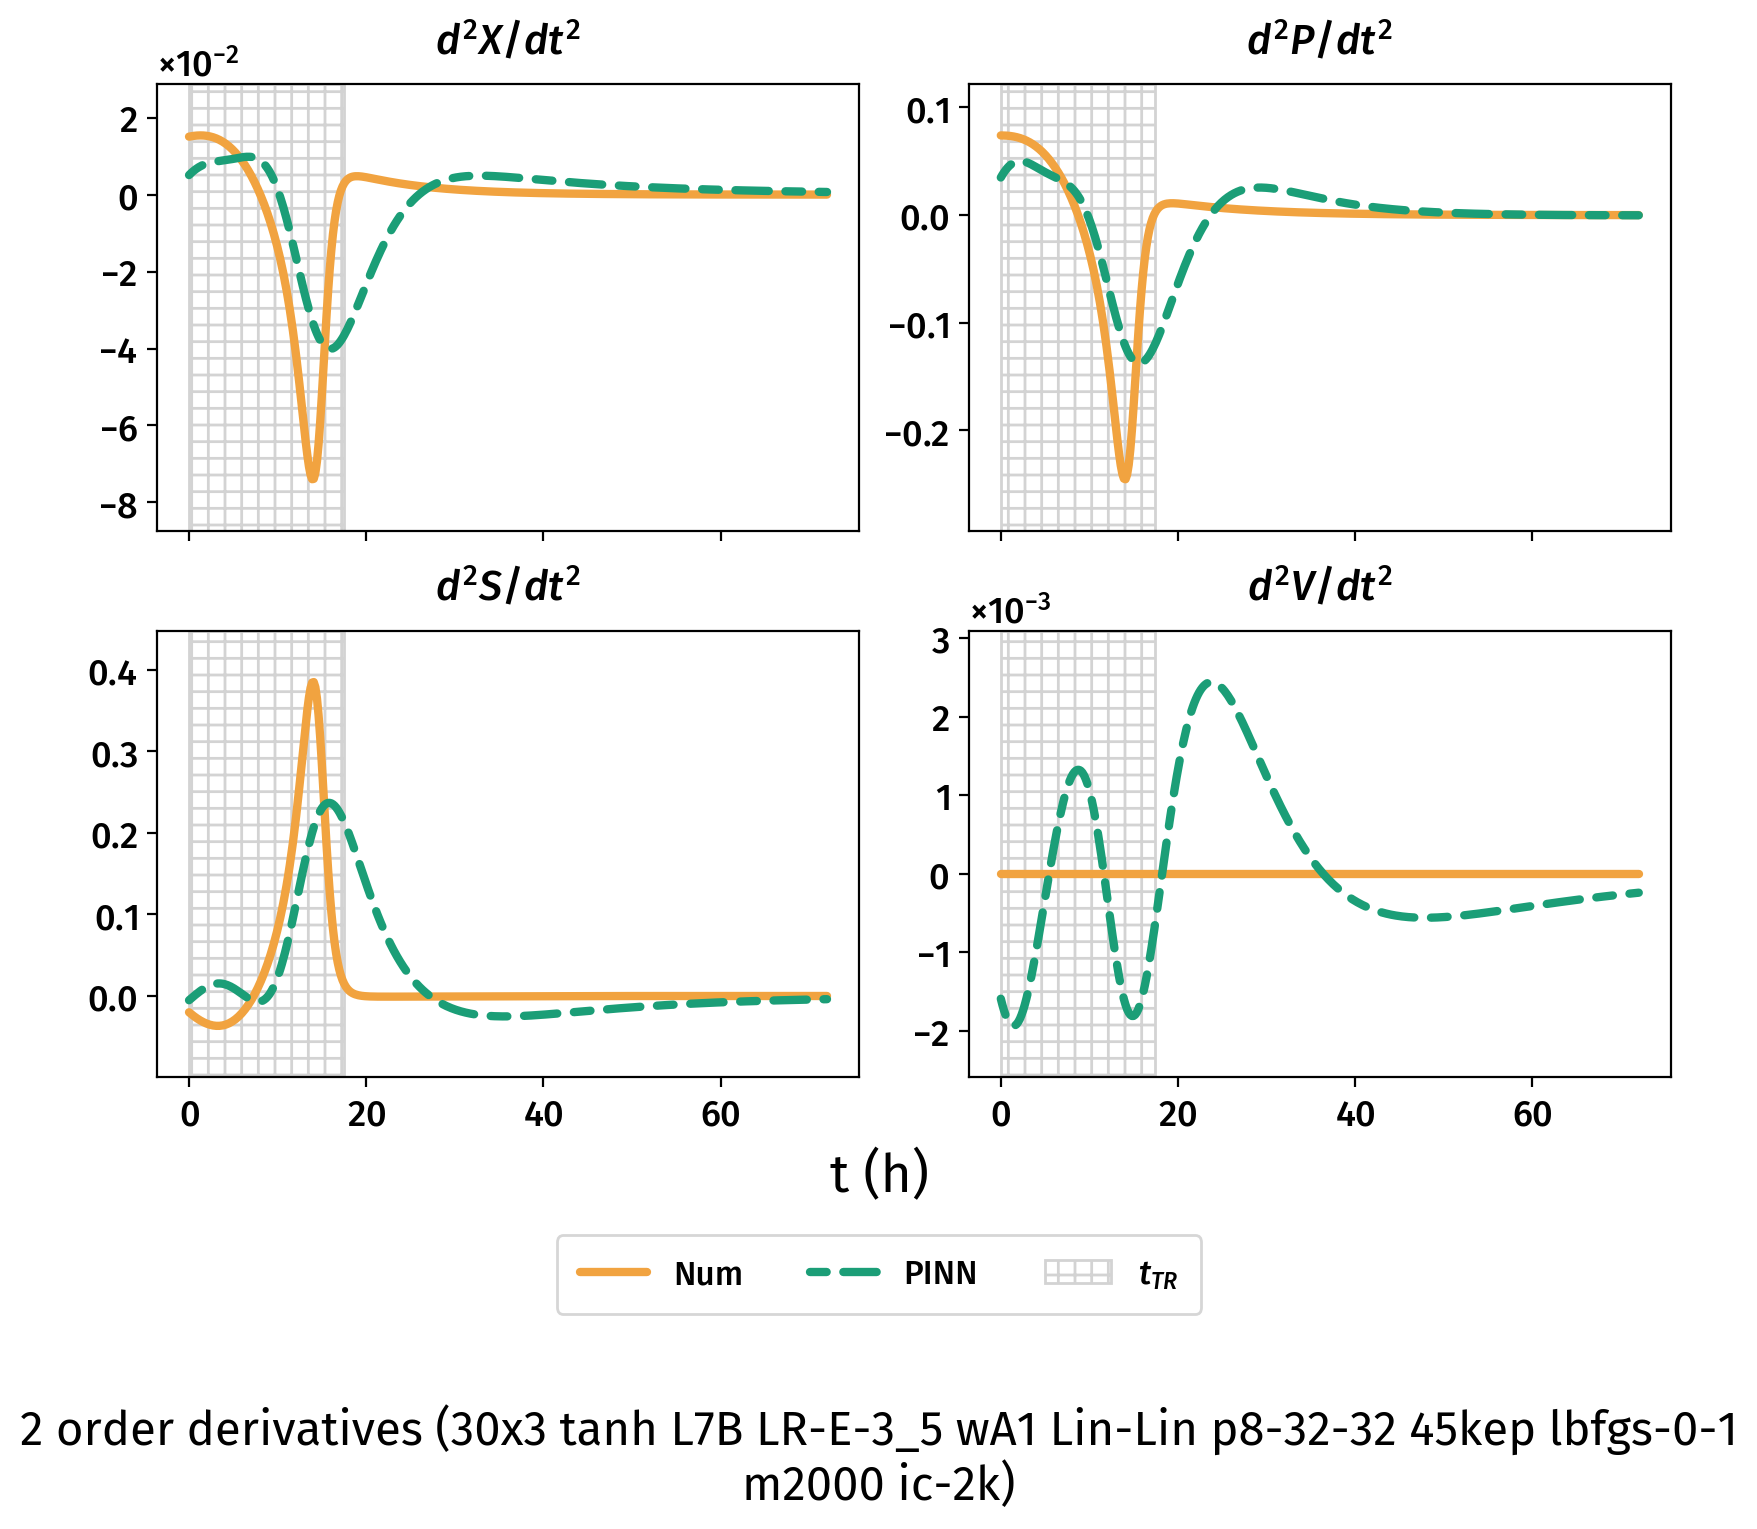 d²X/dt²
×10⁻²
2
0
−2
−4
−6
−8
d²P/dt²
0.1
0.0
−0.1
−0.2
d²S/dt²
0.4
0.3
0.2
0.1
0.0
0 20 40 60
d²V/dt²
×10⁻³
3
2
1
0
−1
−2
0 20 40 60
t (h)
Num PINN t_TR
2 order derivatives (30x3 tanh L7B LR-E-3_5 wA1 Lin-Lin p8-32-32 45kep lbfgs-0-1
m2000 ic-2k)